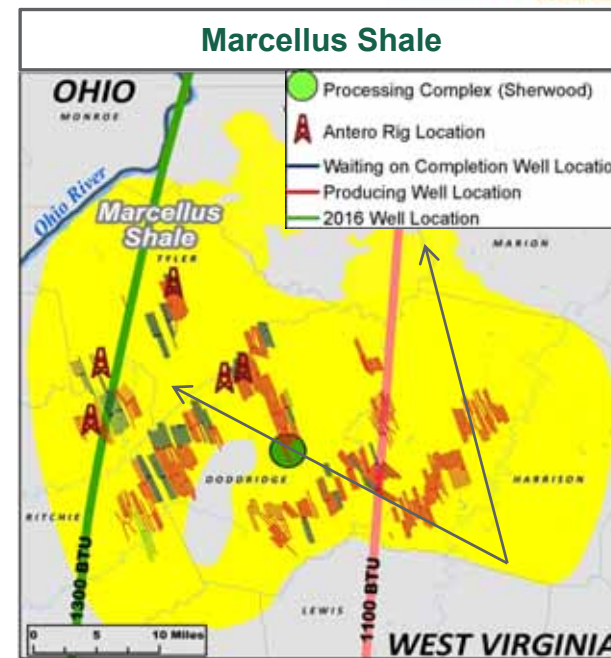 Marcellus Shale
OHIO
MONROE
Ohio River
Marcellus
Shale
TYLER
Processing Complex (Sherwood)
Antero Rig Location
Waiting on Completion Well Locatio
Producing Well Location
2016 Well Location
MARION
DODDRIDGE
HARRISON
RITCHIE
1300 BTU
1100 BTU
LEWIS
0 5 10 Miles
WEST VIRGINIA